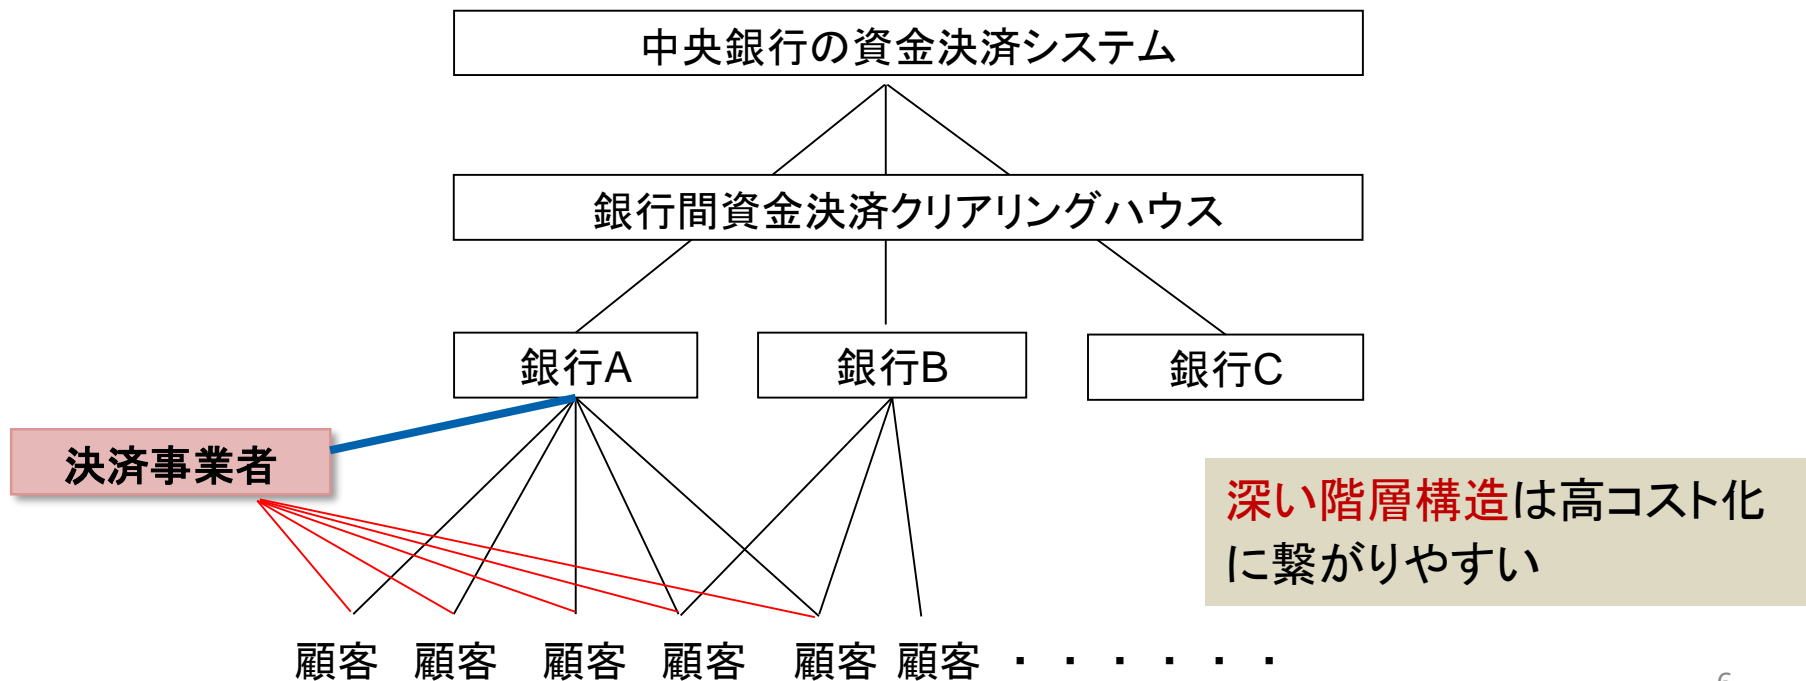 中央銀行の資金決済システム
銀行間資金決済クリアリングハウス
銀行A 銀行B 銀行C
決済事業者
深い階層構造は高コスト化
に繋がりやすい
顧客 顧客 顧客 顧客 顧客 顧客 ・・・・・・